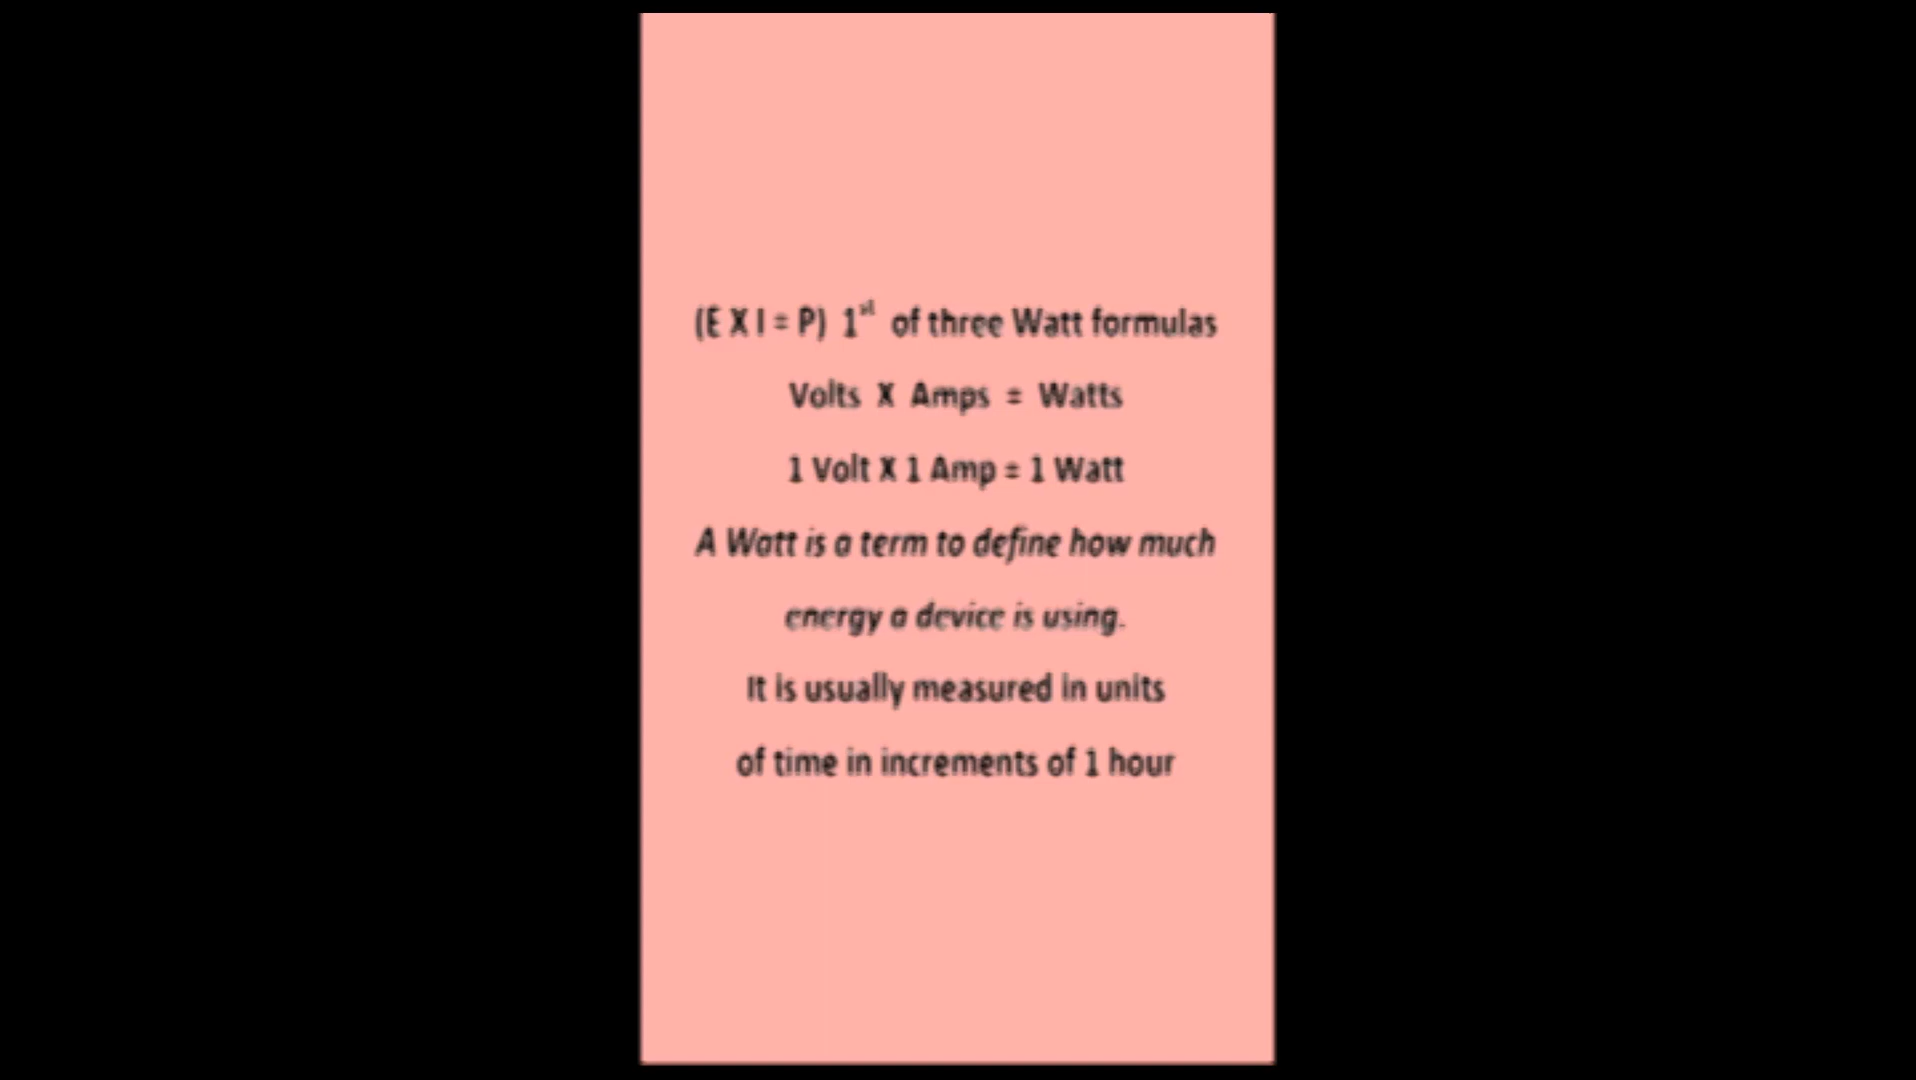 (E X I = P) 1st of three Watt formulas
Volts X Amps = Watts
1 Volt X 1 Amp = 1 Watt
A Watt is a term to define how much
energy a device is using.
It is usually measured in units
of time in increments of 1 hour